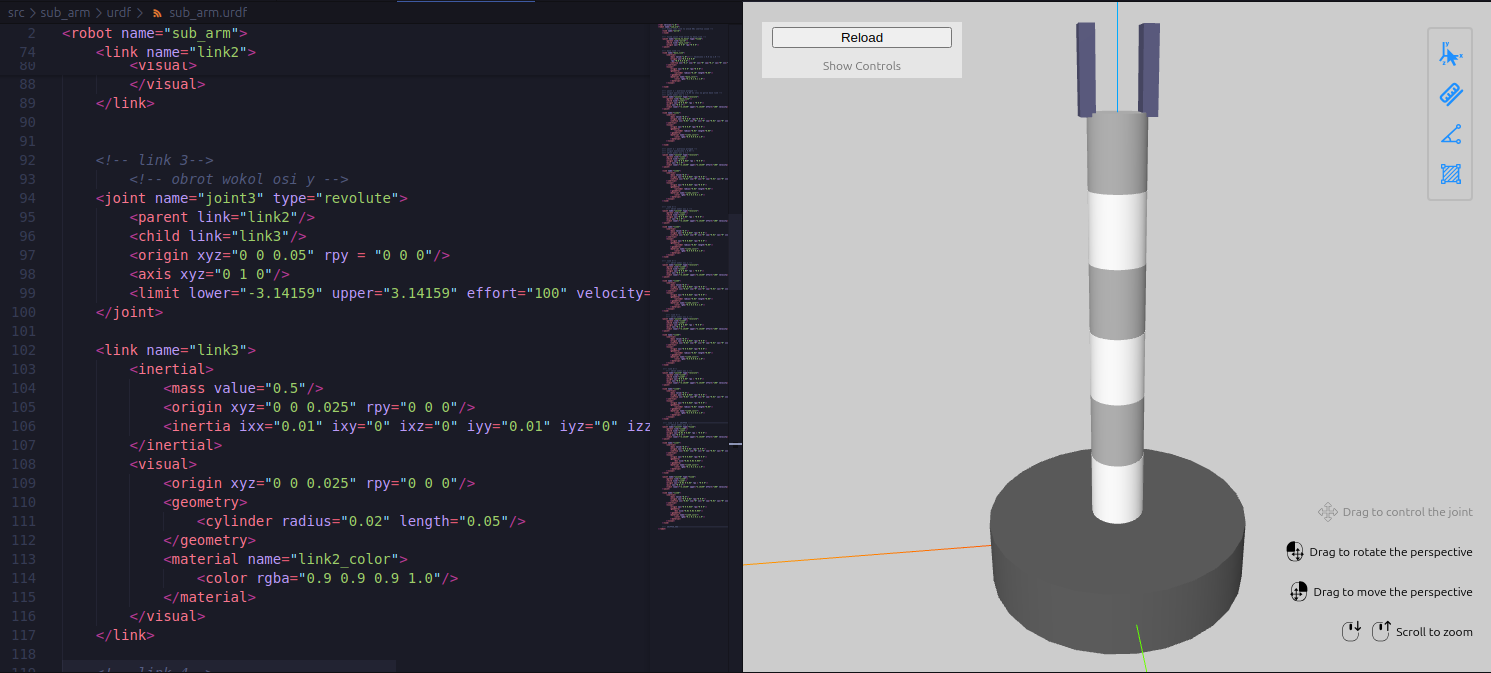 src > sub_arm > urdf > sub_arm.urdf
2 <robot name="sub_arm">
74 <link name="link2">
80 <visual>
88 </visual>
89 </link>
90
91
92 <!-- link 3-->
93 <!-- obrot wokol osi y -->
94 <joint name="joint3" type="revolute">
95 <parent link="link2"/>
96 <child link="link3"/>
97 <origin xyz="0 0 0.05" rpy = "0 0 0"/>
98 <axis xyz="0 1 0"/>
99 <limit lower="-3.14159" upper="3.14159" effort="100" velocity=
100 </joint>
101
102 <link name="link3">
103 <inertial>
104 <mass value="0.5"/>
105 <origin xyz="0 0 0.025" rpy="0 0 0"/>
106 <inertia ixx="0.01" ixy="0" ixz="0" iyy="0.01" iyz="0" izz
107 </inertial>
108 <visual>
109 <origin xyz="0 0 0.025" rpy="0 0 0"/>
110 <geometry>
111 <cylinder radius="0.02" length="0.05"/>
112 </geometry>
113 <material name="link2_color">
114 <color rgba="0.9 0.9 0.9 1.0"/>
115 </material>
116 </visual>
117 </link>
118
119 <!-- link 4-->
Reload
Show Controls
Drag to control the joint
Drag to rotate the perspective
Drag to move the perspective
Scroll to zoom